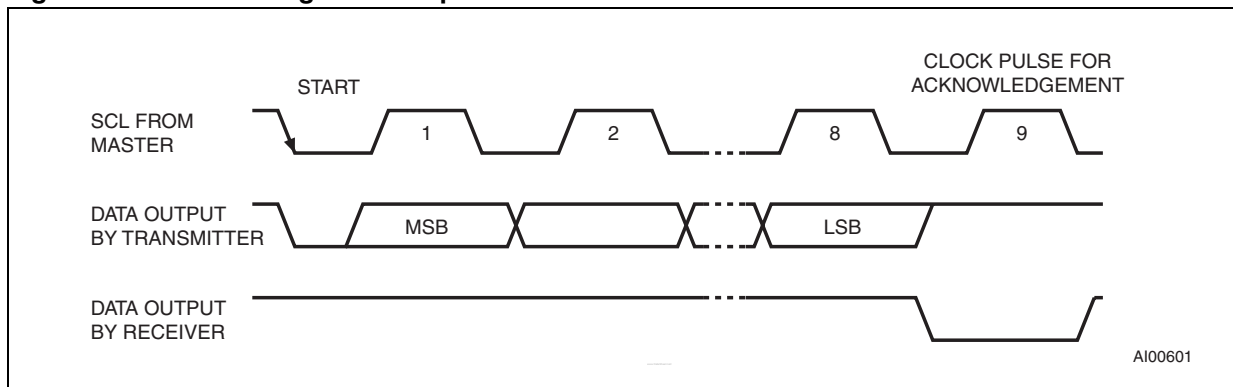 START
CLOCK PULSE FOR
ACKNOWLEDGEMENT
SCL FROM
MASTER
1
2
8
9
DATA OUTPUT
BY TRANSMITTER
MSB
LSB
DATA OUTPUT
BY RECEIVER
AI00601